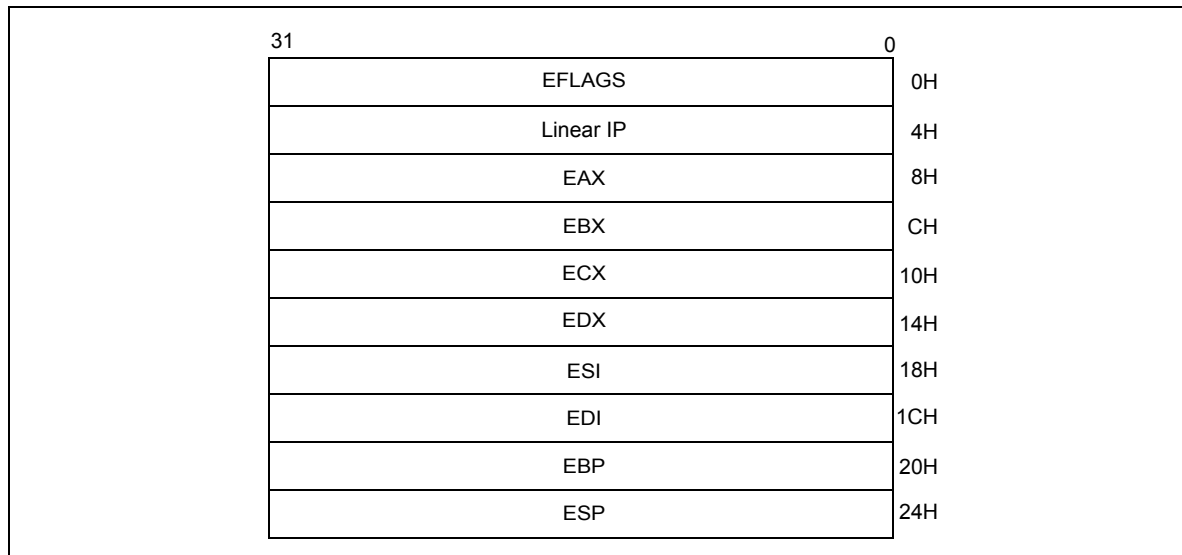 31 0
EFLAGS 0H
Linear IP 4H
EAX 8H
EBX CH
ECX 10H
EDX 14H
ESI 18H
EDI 1CH
EBP 20H
ESP 24H